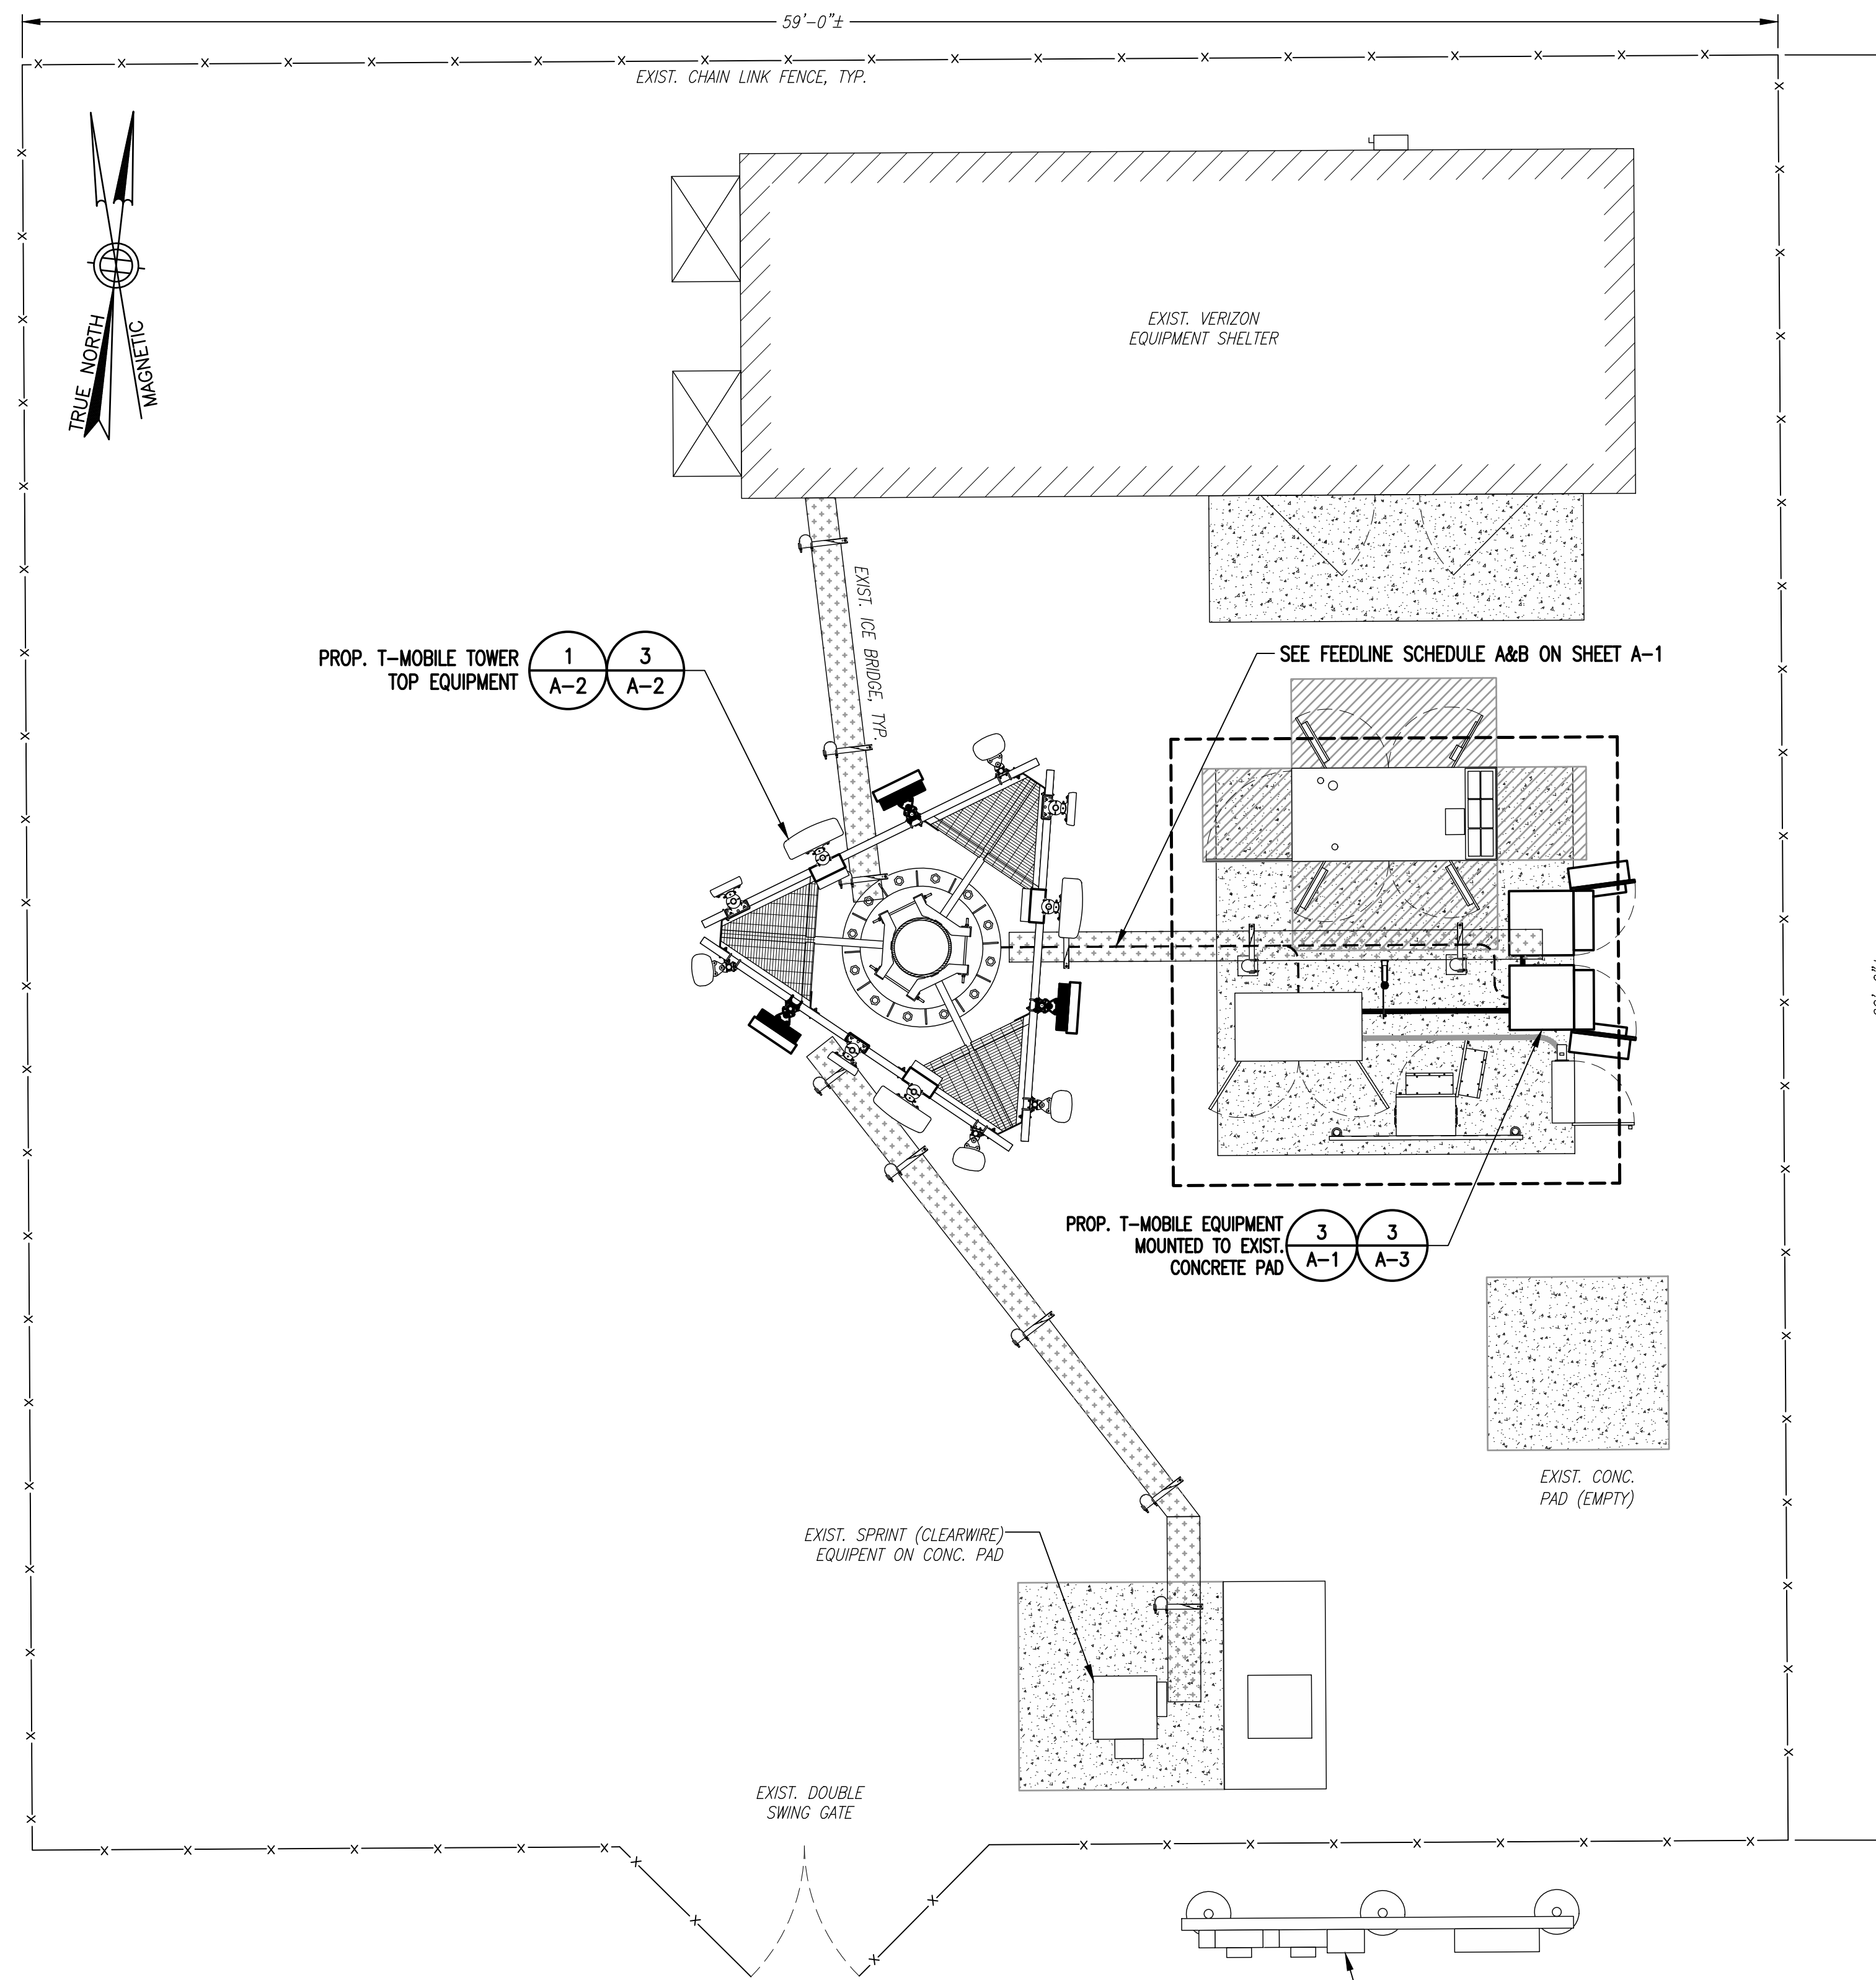 59'-0"±
EXIST. CHAIN LINK FENCE, TYP.
TRUE NORTH
MAGNETIC
EXIST. VERIZON
EQUIPMENT SHELTER
EXIST. ICE BRIDGE, TYP.
PROP. T-MOBILE TOWER
TOP EQUIPMENT
1
A-2
3
A-2
SEE FEEDLINE SCHEDULE A&B ON SHEET A-1
PROP. T-MOBILE EQUIPMENT
MOUNTED TO EXIST.
CONCRETE PAD
3
A-1
3
A-3
EXIST. CONC.
PAD (EMPTY)
EXIST. SPRINT (CLEARWIRE)
EQUIPENT ON CONC. PAD
EXIST. DOUBLE
SWING GATE